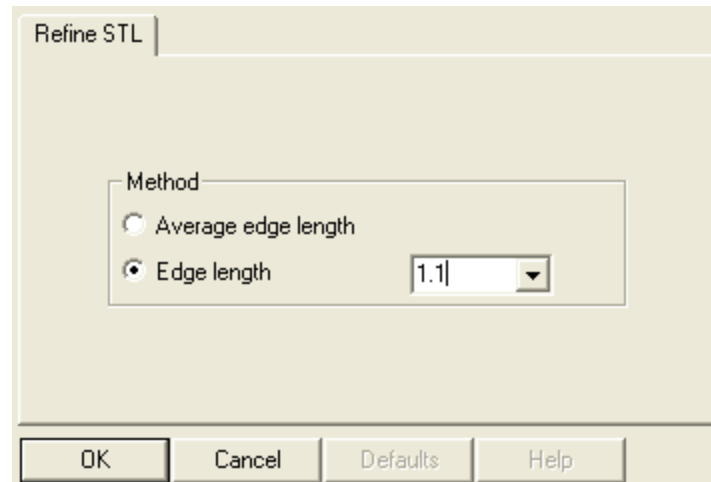 Refine STL
Method
Average edge length
Edge length 1.1
OK Cancel Defaults Help